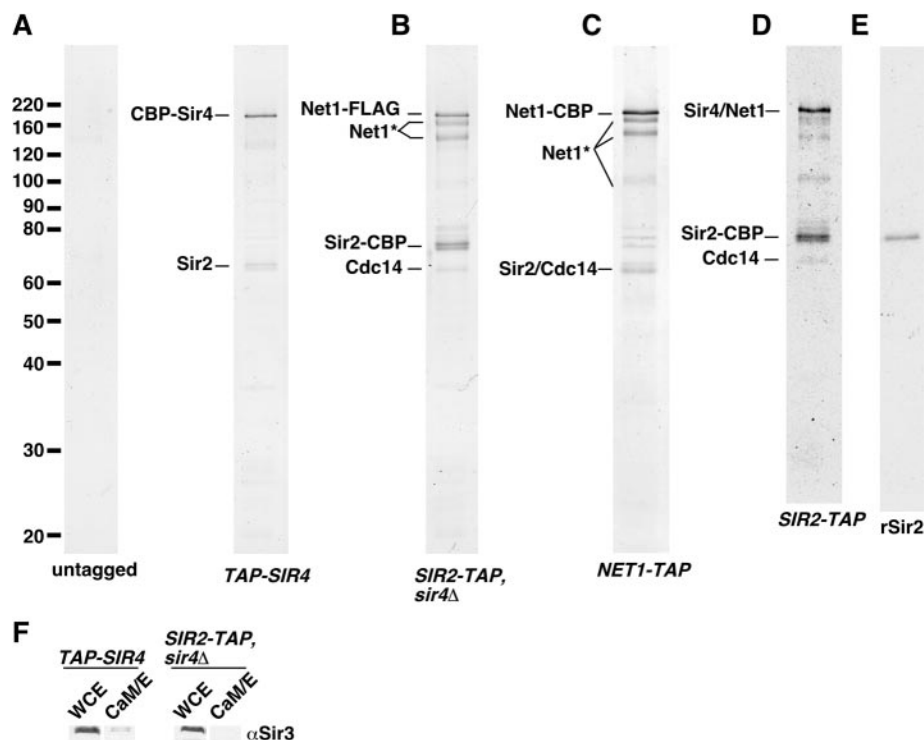 A
B
C
D
E
220
160
120
100
90
80
60
50
40
30
20
CBP-Sir4
Sir2
Net1-FLAG
Net1*
Sir2-CBP
Cdc14
Net1-CBP
Net1*
Sir2/Cdc14
Sir4/Net1
Sir2-CBP
Cdc14
untagged
TAP-SIR4
SIR2-TAP,
sir4Δ
NET1-TAP
SIR2-TAP
rSir2
F
TAP-SIR4
SIR2-TAP,
sir4Δ
WCE
CaM/E
WCE
CaM/E
αSir3